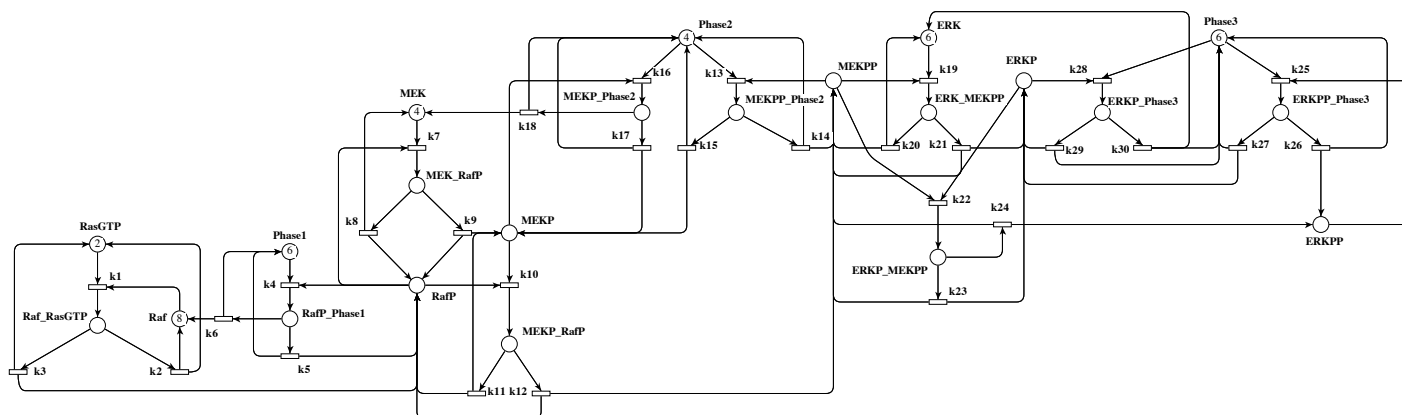 Phase2
ERK
Phase3
4
6
6
k16
k13
MEKPP
k19
ERKP
k28
k25
MEK
MEKP_Phase2
MEKPP_Phase2
ERK_MEKPP
ERKP_Phase3
ERKPP_Phase3
4
k18
k7
k17
k15
k14
k20
k21
k29
k30
k27
k26
MEK_RafP
k22
k8
k9
MEKP
k24
RasGTP
Phase1
ERKPP
2
6
k1
k4
k10
ERKP_MEKPP
RafP
k23
Raf_RasGTP
Raf
8
k6
RafP_Phase1
MEKP_RafP
k3
k2
k5
k11
k12